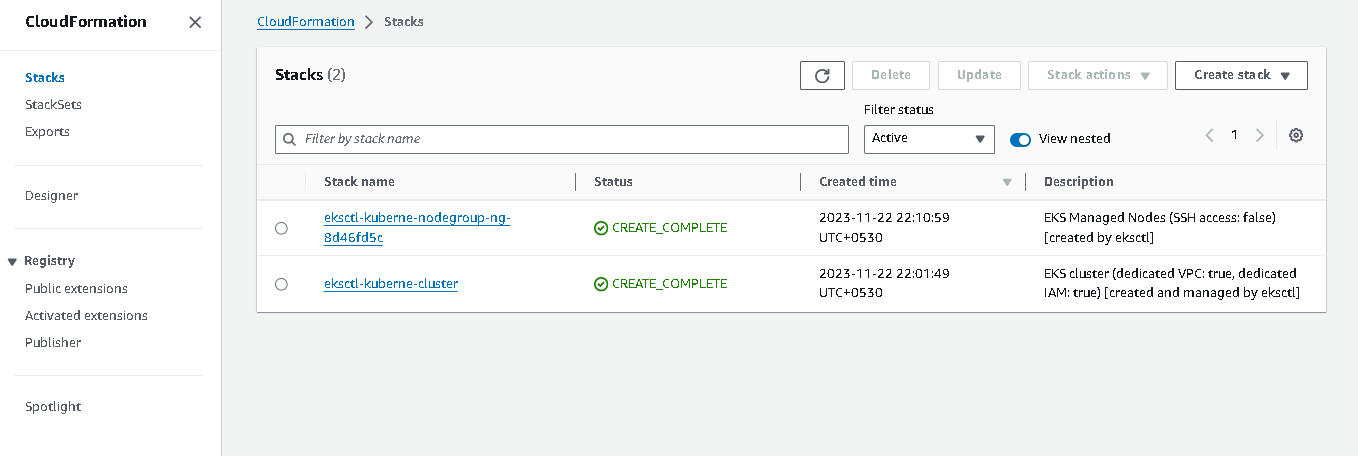 CloudFormation
Stacks
StackSets
Exports
Designer
Registry
Public extensions
Activated extensions
Publisher
Spotlight
CloudFormation > Stacks
Stacks (2)
Delete
Update
Stack actions
Create stack
Filter status
Filter by stack name
Active
View nested
1
Stack name Status Created time Description
eksctl-kuberne-nodegroup-ng- 2023-11-22 22:10:59 EKS Managed Nodes (SSH access: false)
CREATE_COMPLETE
8d46fd5c UTC+0530 [created by eksctl]
2023-11-22 22:01:49 EKS cluster (dedicated VPC: true, dedicated
eksctl-kuberne-cluster CREATE_COMPLETE
UTC+0530 IAM: true) [created and managed by eksctl]